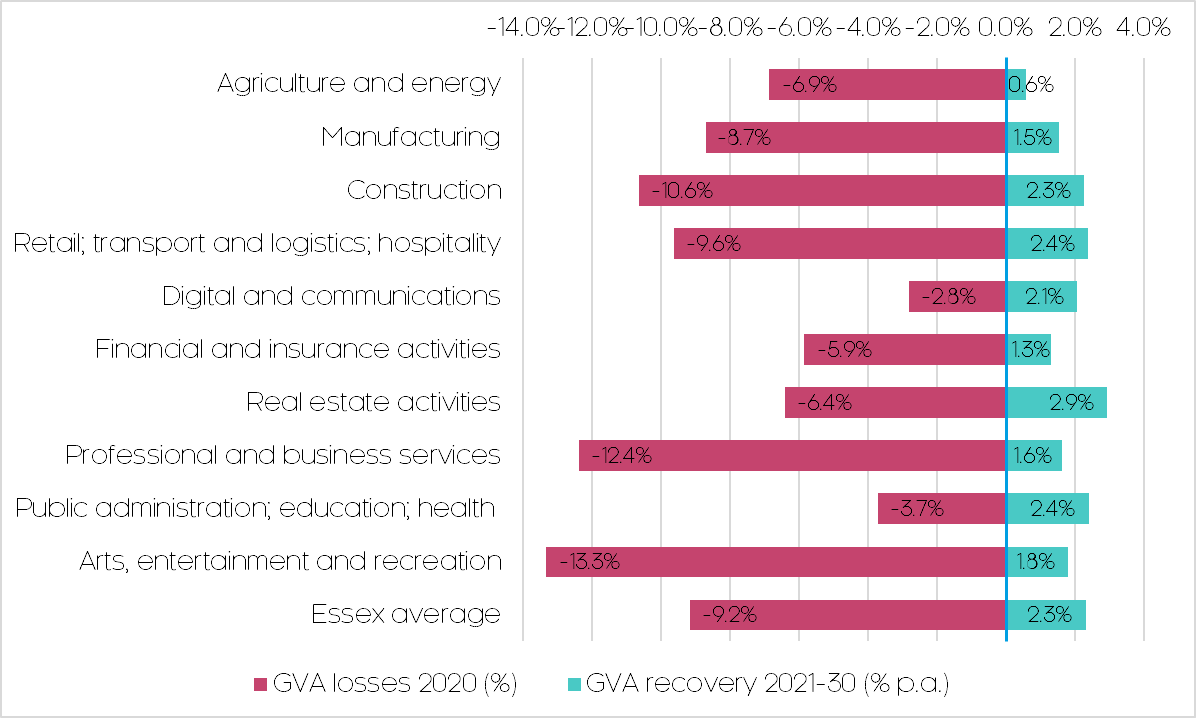 -14.0% -12.0% -10.0% -8.0% -6.0% -4.0% -2.0% 0.0% 2.0% 4.0%
Agriculture and energy -6.9% 0.6%
Manufacturing -8.7% 1.5%
Construction -10.6% 2.3%
Retail; transport and logistics; hospitality -9.6% 2.4%
Digital and communications -2.8% 2.1%
Financial and insurance activities -5.9% 1.3%
Real estate activities -6.4% 2.9%
Professional and business services -12.4% 1.6%
Public administration; education; health -3.7% 2.4%
Arts, entertainment and recreation -13.3% 1.8%
Essex average -9.2% 2.3%
GVA losses 2020 (%) GVA recovery 2021-30 (% p.a.)